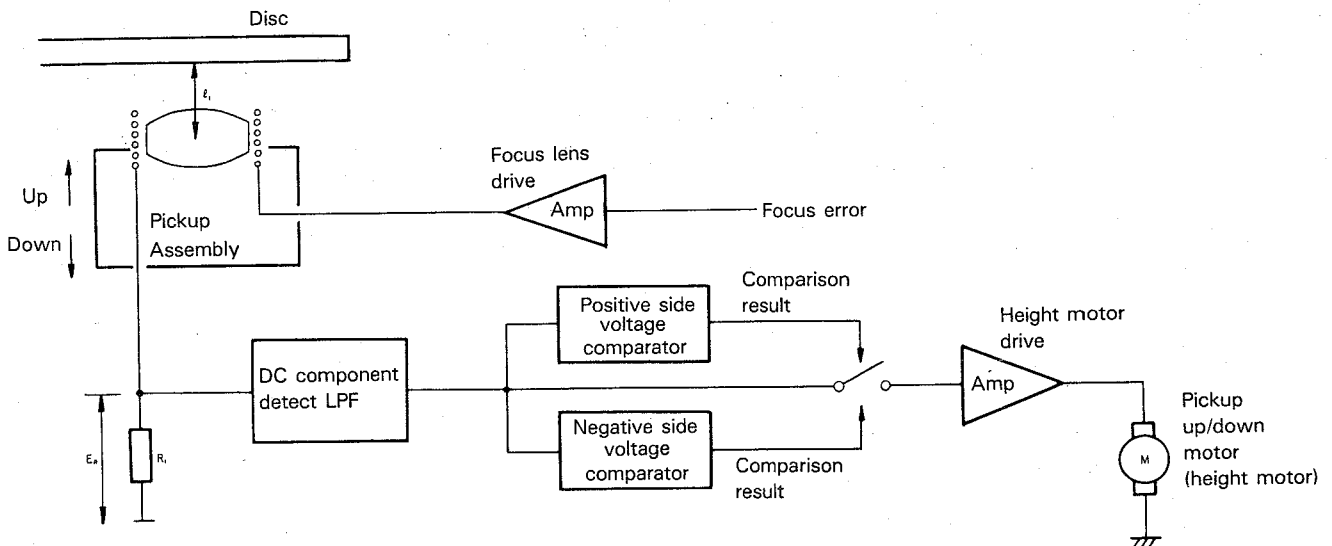 Disc
ℓ₁
Up
Down
Pickup
Assembly
Focus lens
drive
Amp
Focus error
Positive side
voltage
comparator
Comparison
result
Height motor
drive
DC component
detect LPF
Amp
Negative side
voltage
comparator
Comparison
result
Pickup
up/down
motor
(height motor)
M
R₁